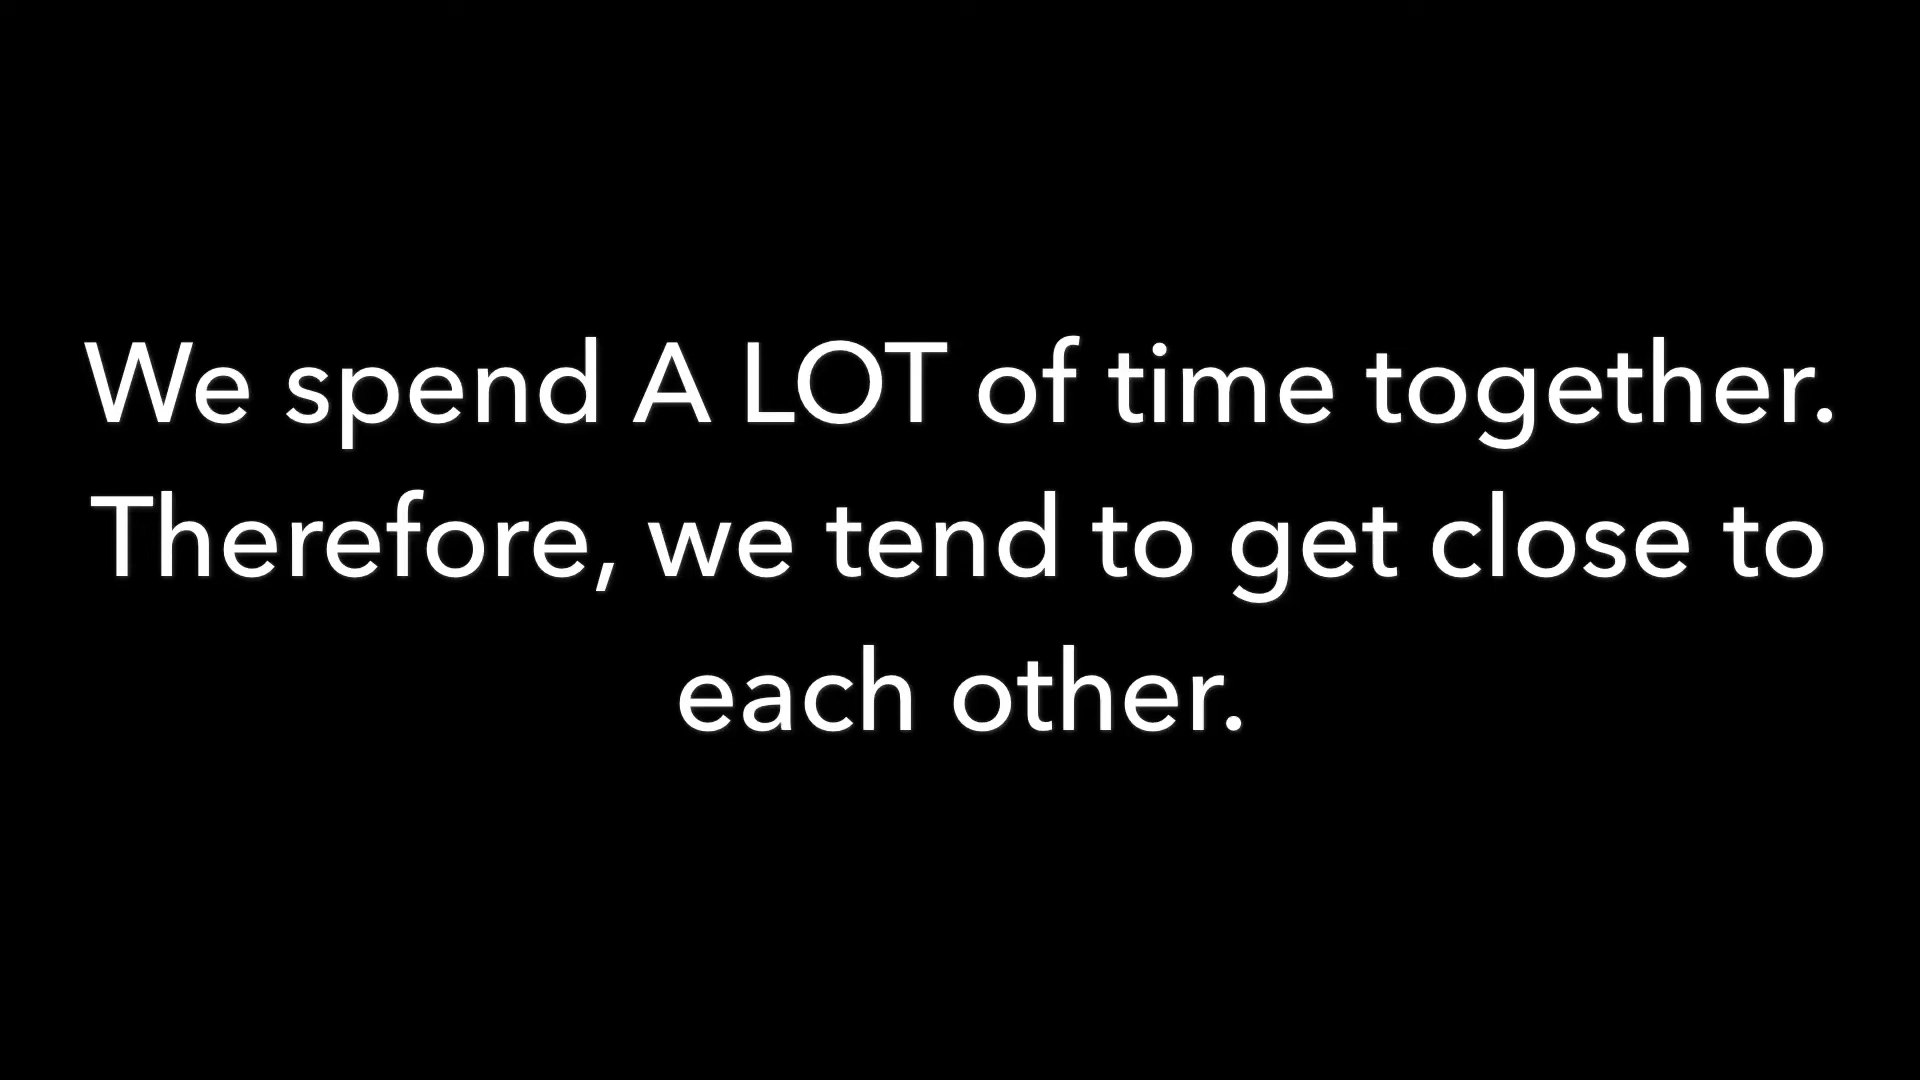 We spend A LOT of time together.
Therefore, we tend to get close to
each other.